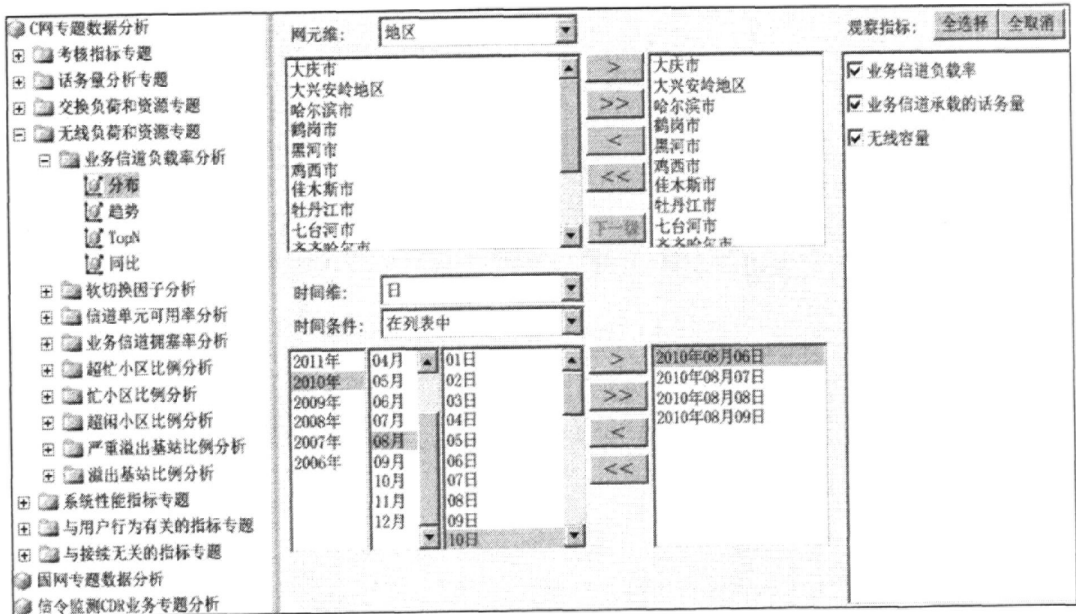 C网专题数据分析
考核指标专题
话务量分析专题
交换负荷和资源专题
无线负荷和资源专题
业务信道负载率分析
分布
趋势
TopN
同比
软切换因子分析
信道单元可用率分析
业务信道拥塞率分析
超忙小区比例分析
忙小区比例分析
超闲小区比例分析
严重溢出基站比例分析
溢出基站比例分析
系统性能指标专题
与用户行为有关的指标专题
与接续无关的指标专题
固网专题数据分析
信令监测CDR业务专题分析
网元维: 地区
大庆市
大兴安岭地区
哈尔滨市
鹤岗市
黑河市
鸡西市
佳木斯市
牡丹江市
七台河市
齐齐哈尔市
>
>>
<
<<
下一级
大庆市
大兴安岭地区
哈尔滨市
鹤岗市
黑河市
鸡西市
佳木斯市
牡丹江市
七台河市
齐齐哈尔市
时间维: 日
时间条件: 在列表中
2011年
2010年
2009年
2008年
2007年
2006年
04月
05月
06月
07月
08月
09月
10月
11月
12月
01日
02日
03日
04日
05日
06日
07日
08日
09日
10日
>
>>
<
<<
2010年08月06日
2010年08月07日
2010年08月08日
2010年08月09日
观察指标: 全选择 全取消
业务信道负载率
业务信道承载的话务量
无线容量